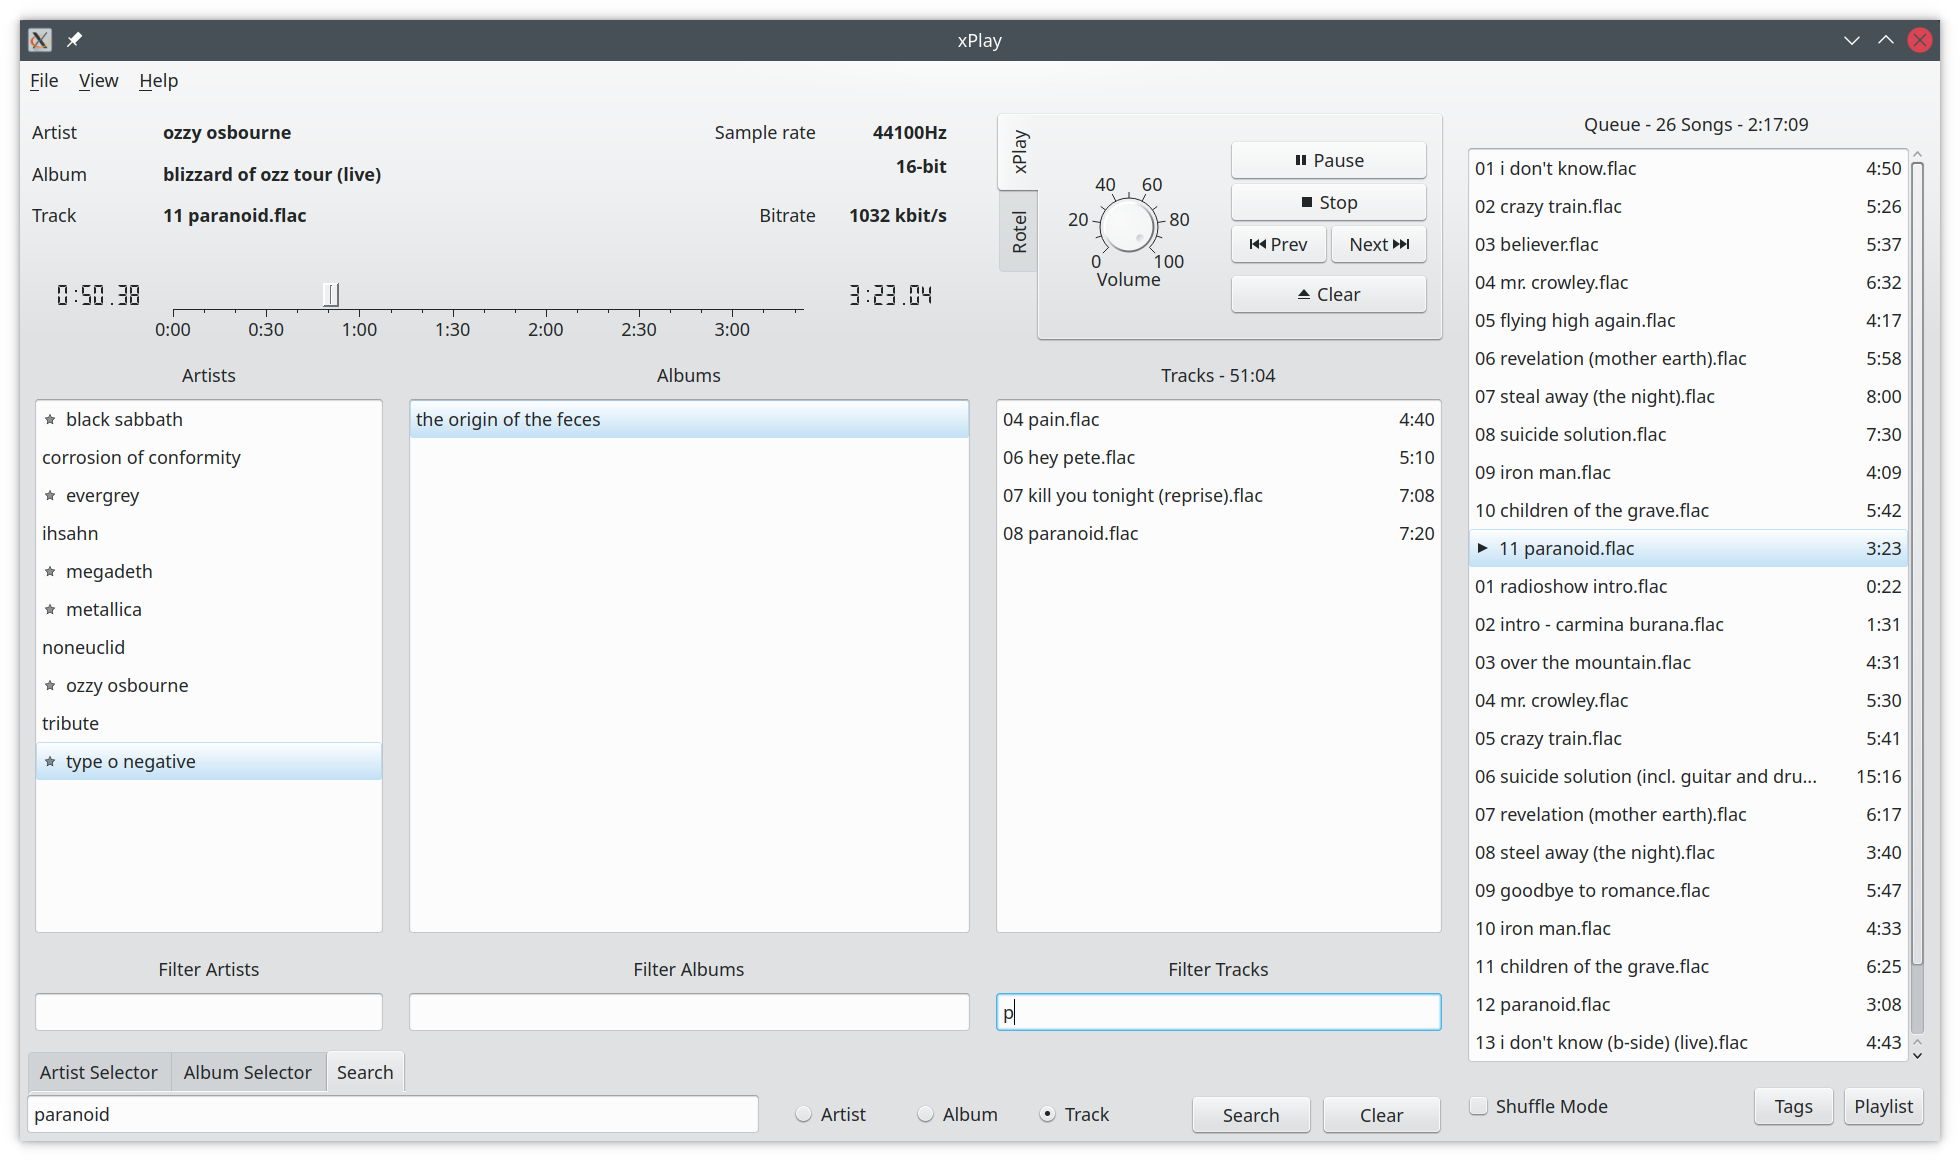 xPlay
File View Help
Artist ozzy osbourne
Album blizzard of ozz tour (live)
Track 11 paranoid.flac
Sample rate 44100Hz
16-bit
Bitrate 1032 kbit/s
0:50.38
3:23.04
0:00 0:30 1:00 1:30 2:00 2:30 3:00
xPlay
Rotel
40 60
20 80
0 100
Volume
Pause
Stop
Prev Next
Clear
Artists
black sabbath
corrosion of conformity
evergrey
ihsahn
megadeth
metallica
noneuclid
ozzy osbourne
tribute
type o negative
Albums
the origin of the feces
Tracks - 51:04
04 pain.flac 4:40
06 hey pete.flac 5:10
07 kill you tonight (reprise).flac 7:08
08 paranoid.flac 7:20
Filter Artists
Filter Albums
Filter Tracks
p
Artist Selector Album Selector Search
paranoid
Artist Album Track
Search Clear
Queue - 26 Songs - 2:17:09
01 i don't know.flac 4:50
02 crazy train.flac 5:26
03 believer.flac 5:37
04 mr. crowley.flac 6:32
05 flying high again.flac 4:17
06 revelation (mother earth).flac 5:58
07 steal away (the night).flac 8:00
08 suicide solution.flac 7:30
09 iron man.flac 4:09
10 children of the grave.flac 5:42
11 paranoid.flac 3:23
01 radioshow intro.flac 0:22
02 intro - carmina burana.flac 1:31
03 over the mountain.flac 4:31
04 mr. crowley.flac 5:30
05 crazy train.flac 5:41
06 suicide solution (incl. guitar and dru... 15:16
07 revelation (mother earth).flac 6:17
08 steel away (the night).flac 3:40
09 goodbye to romance.flac 5:47
10 iron man.flac 4:33
11 children of the grave.flac 6:25
12 paranoid.flac 3:08
13 i don't know (b-side) (live).flac 4:43
Shuffle Mode
Tags Playlist